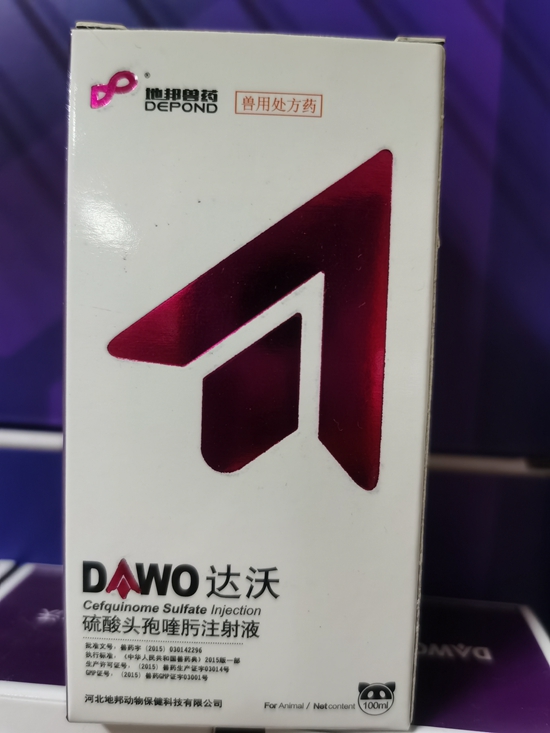 ®
地邦兽药
DEPOND
兽用处方药
DAWO 达沃
Cefquinome Sulfate Injection
硫酸头孢喹肟注射液
批准文号：兽药字（2015）030142296
执行标准：《中华人民共和国兽药典》2015版一部
生产许可证号：（2015）兽药生产证字03014号
GMP证号：（2015）兽药GMP证字03001号
河北地邦动物保健科技有限公司
For Animal / Net content 100ml
DAWO